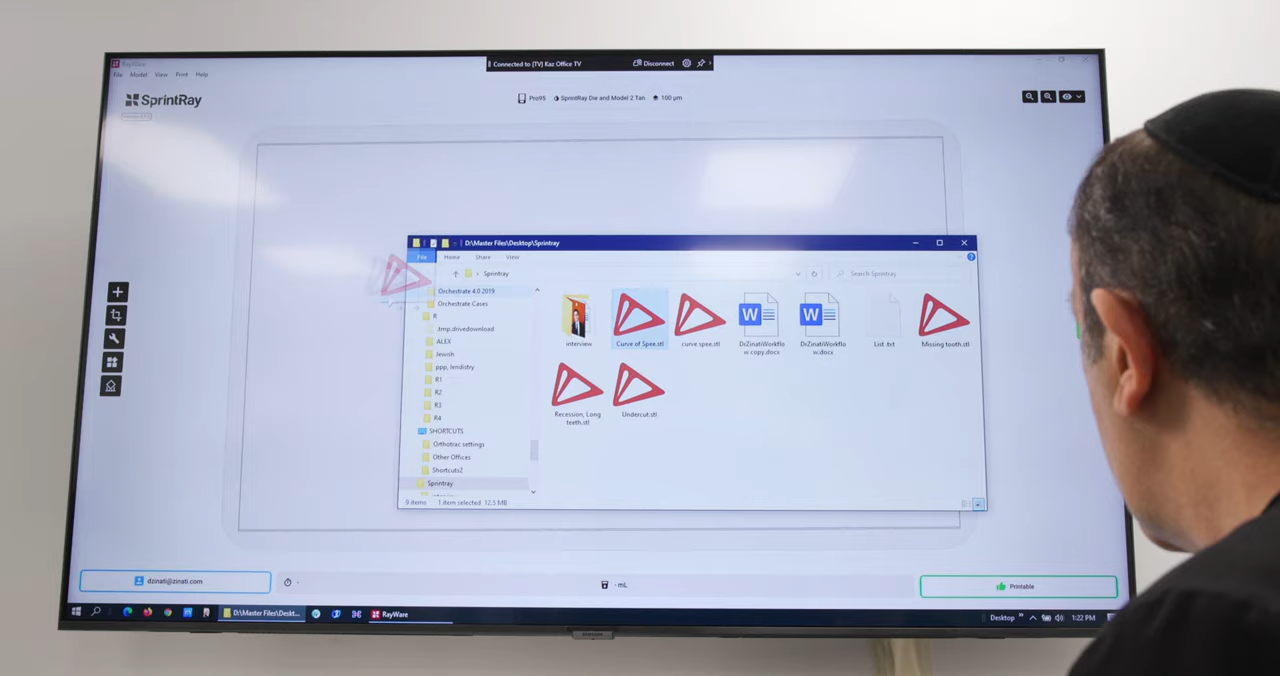 RayWare
Connected to [TV] Kaz Office TV
Disconnect
File Model View Print Help
SprintRay
Pro95
SprintRay Die and Model 2 Tan
100 µm
D:\Master Files\Desktop\Sprintray
File Home Share View
Sprintray
Search Sprintray
Orchestrate 4.0 2019
Orchestrate Cases
R
.tmp.drivedownload
ALEX
Jewish
ppp, lendistry
R1
R2
R3
R4
SHORTCUTS
Orthotrac settings
Other Offices
Shortcuts2
Sprintray
interview
Curve of Spee.stl
curve spee.stl
DrZinatiWorkflo
w copy.docx
DrZinatiWorkflo
w.docx
List .txt
Missing tooth.stl
Recession, Long
teeth.stl
Undercut.stl
9 items 1 item selected 12.5 MB
dzinati@zinati.com
-
- mL
Printable
D:\Master Files\Deskt...
RayWare
Desktop
1:22 PM
SAMSUNG